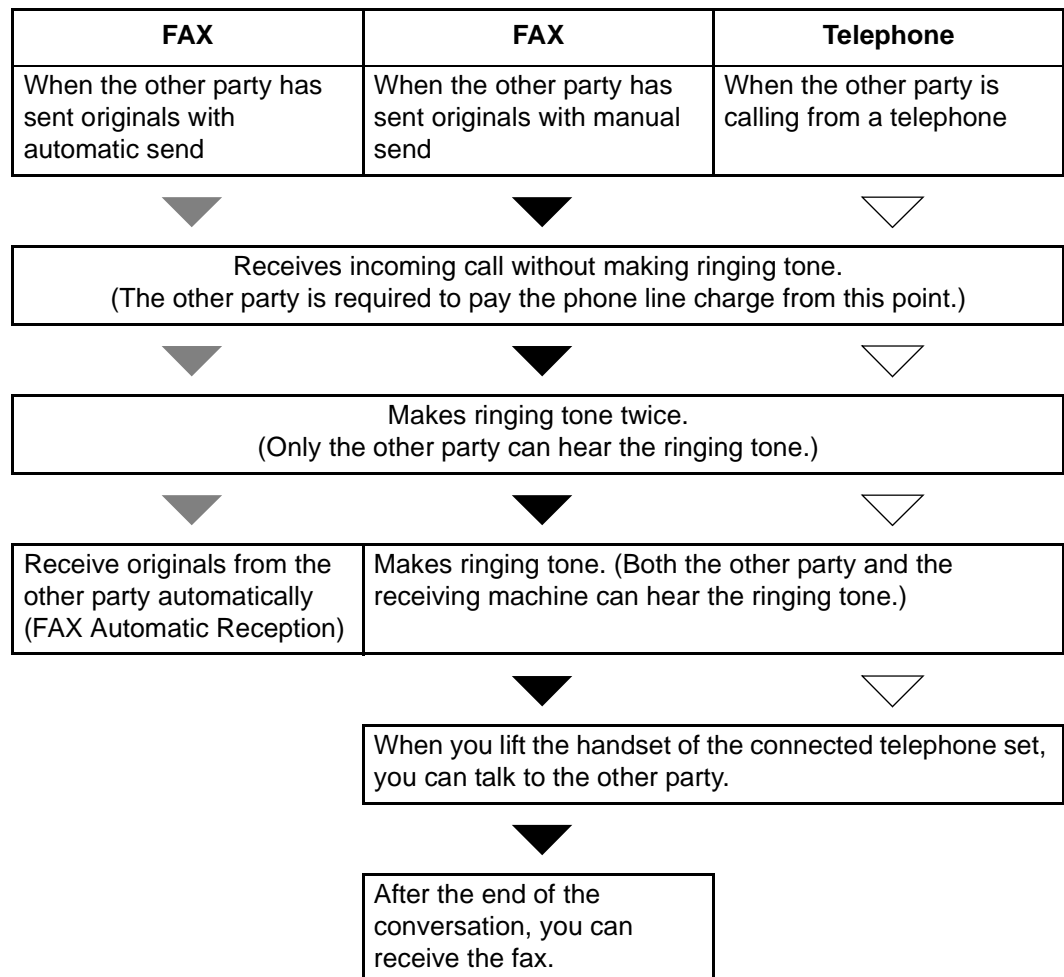 FAX
FAX
Telephone
When the other party has
sent originals with
automatic send
When the other party has
sent originals with manual
send
When the other party is
calling from a telephone
Receives incoming call without making ringing tone.
(The other party is required to pay the phone line charge from this point.)
Makes ringing tone twice.
(Only the other party can hear the ringing tone.)
Receive originals from the
other party automatically
(FAX Automatic Reception)
Makes ringing tone. (Both the other party and the
receiving machine can hear the ringing tone.)
When you lift the handset of the connected telephone set,
you can talk to the other party.
After the end of the
conversation, you can
receive the fax.